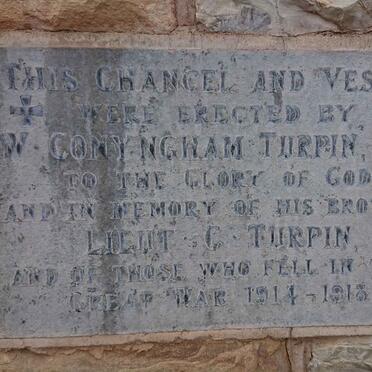 THIS CHANCEL AND VES
WERE ERECTED BY
W CONYNGHAM TURPIN,
TO THE GLORY OF GOD
AND IN MEMORY OF HIS BRO
LIEUT G TURPIN
AND OF THOSE WHO FELL IN
GREAT WAR 1914-1918